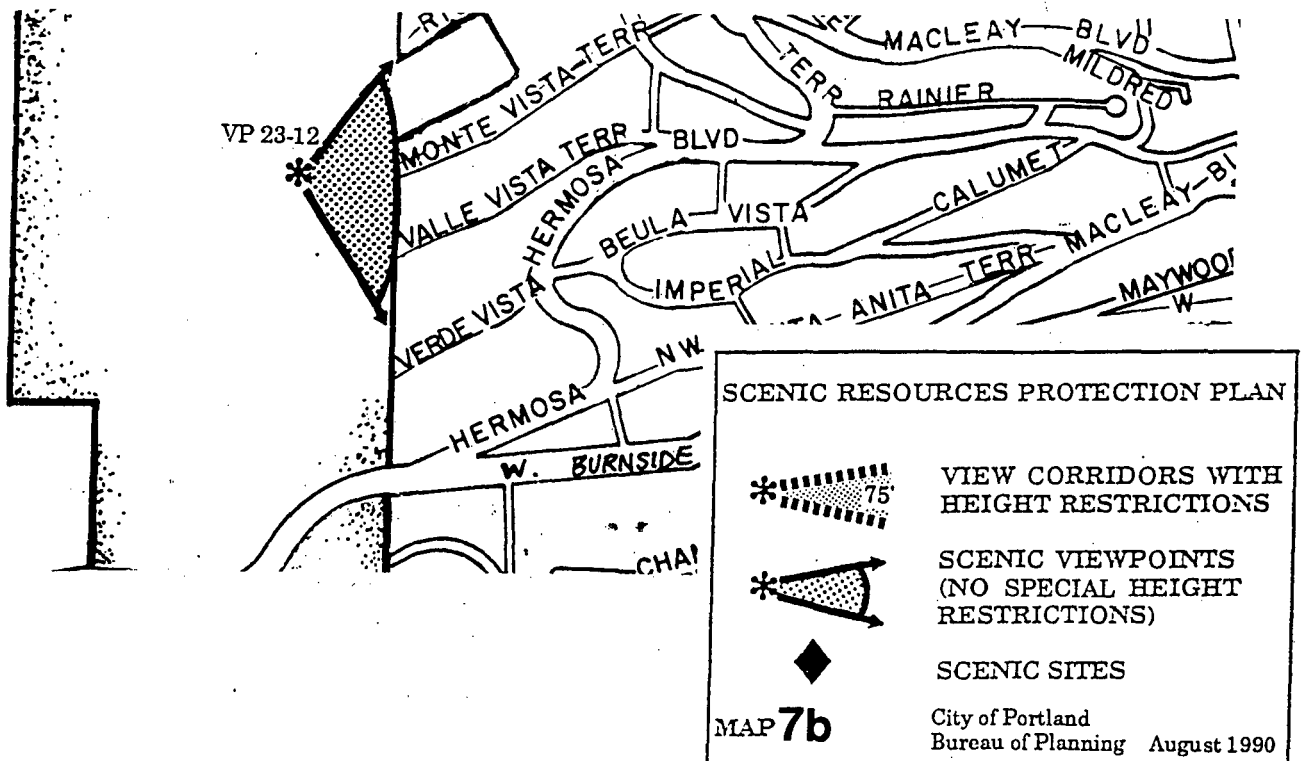 VP 23-12
MONTE VISTA TERR
VALLE VISTA TERR
HERMOSA
BLVD
VERDE VISTA
BEULA VISTA
IMPERIAL
TERR
RAINIER
MACLEAY BLVD
MILDRED
CALUMET
ANITA TERR
MACLEAY
W
HERMOSA
NW
W. BURNSIDE
SCENIC RESOURCES PROTECTION PLAN
75'
VIEW CORRIDORS WITH
HEIGHT RESTRICTIONS
SCENIC VIEWPOINTS
(NO SPECIAL HEIGHT
RESTRICTIONS)
SCENIC SITES
MAP 7b
City of Portland
Bureau of Planning August 1990